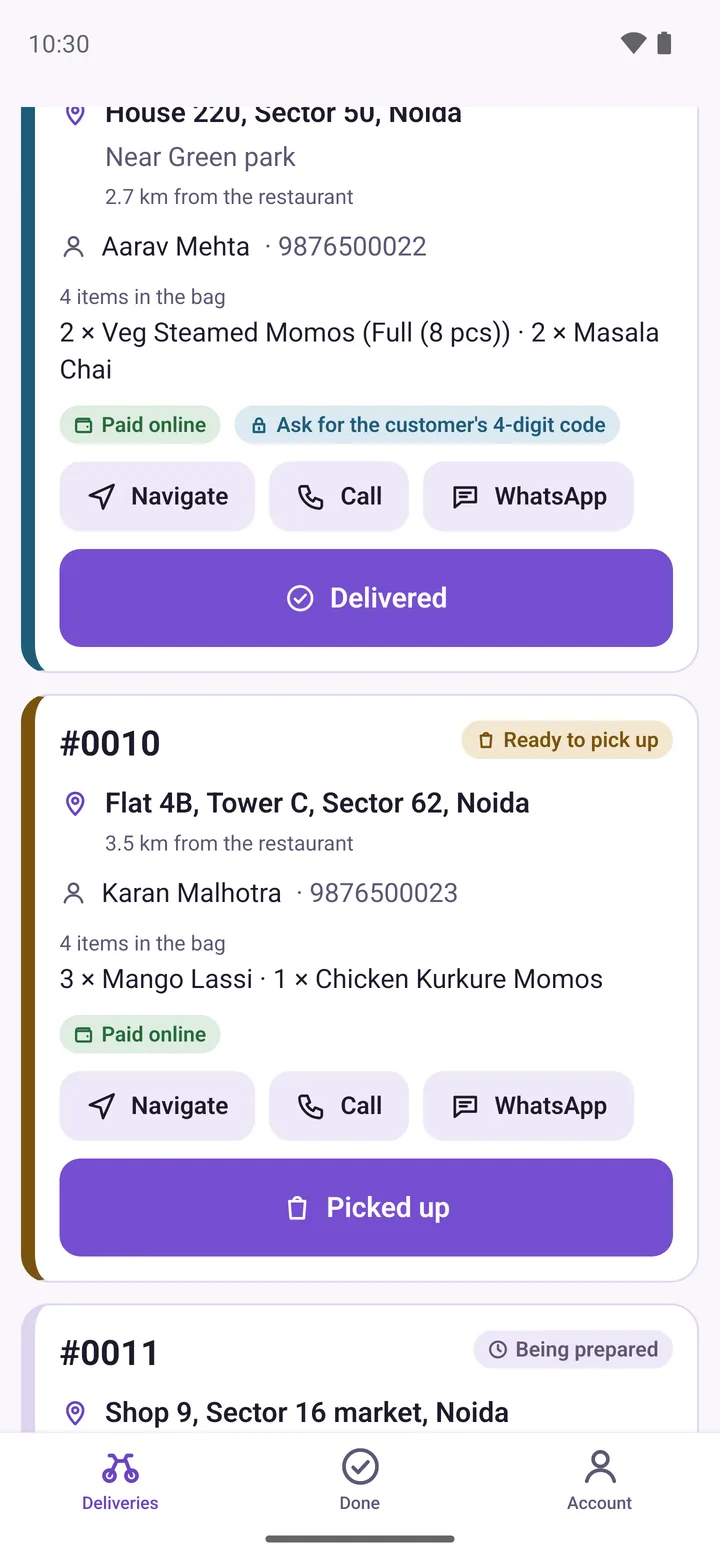 10:30
House 220, Sector 50, Noida
Near Green park
2.7 km from the restaurant
Aarav Mehta · 9876500022
4 items in the bag
2 × Veg Steamed Momos (Full (8 pcs)) · 2 × Masala
Chai
Paid online
Ask for the customer's 4-digit code
Navigate
Call
WhatsApp
Delivered
#0010
Ready to pick up
Flat 4B, Tower C, Sector 62, Noida
3.5 km from the restaurant
Karan Malhotra · 9876500023
4 items in the bag
3 × Mango Lassi · 1 × Chicken Kurkure Momos
Paid online
Navigate
Call
WhatsApp
Picked up
#0011
Being prepared
Shop 9, Sector 16 market, Noida
Deliveries
Done
Account